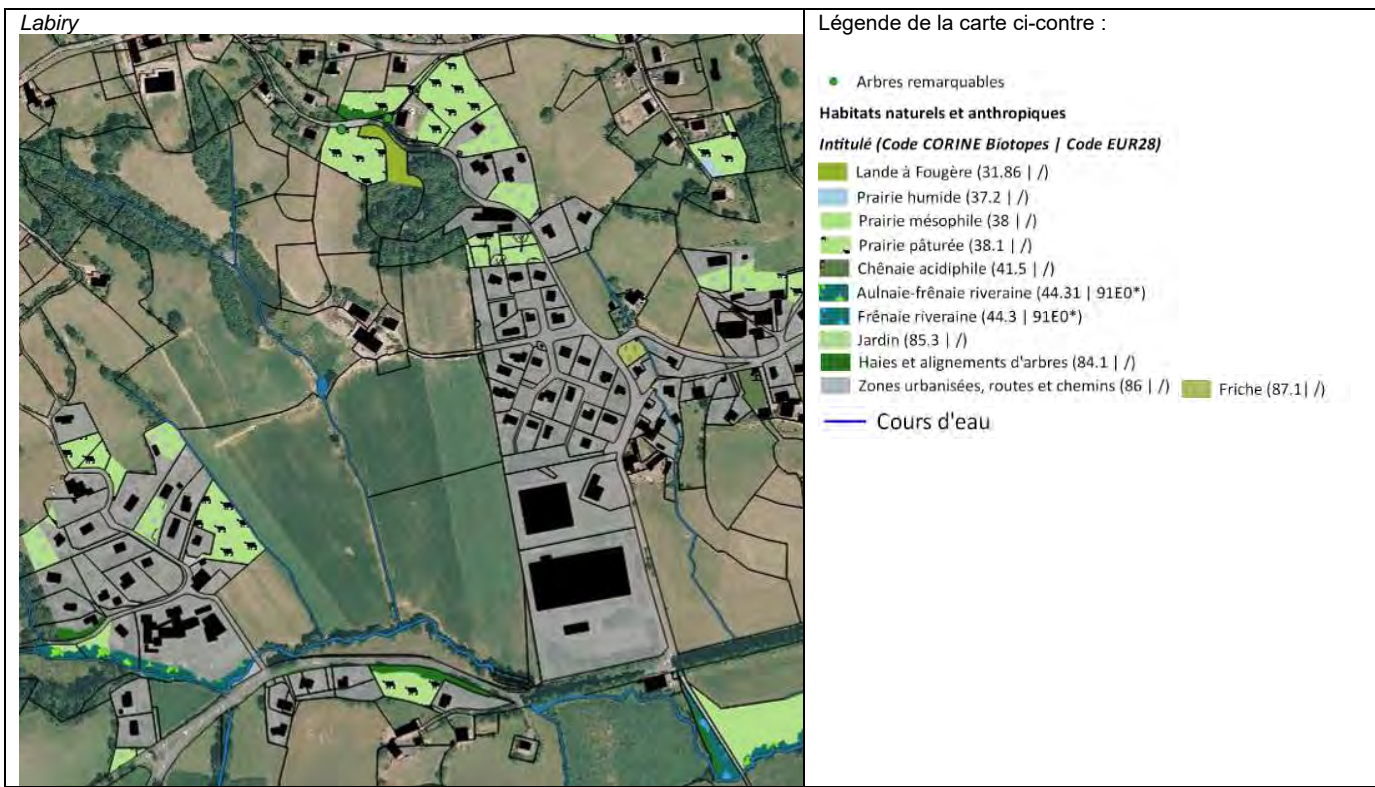 Labiry
Légende de la carte ci-contre :
Arbres remarquables
Habitats naturels et anthropiques
Intitulé (Code CORINE Biotopes | Code EUR28)
Lande à Fougère (31.86 | /)
Prairie humide (37.2 | /)
Prairie mésophile (38 | /)
Prairie pâturée (38.1 | /)
Chênaie acidiphile (41.5 | /)
Aulnaie-frênaie riveraine (44.31 | 91E0*)
Frênaie riveraine (44.3 | 91E0*)
Jardin (85.3 | /)
Haies et alignements d'arbres (84.1 | /)
Zones urbanisées, routes et chemins (86 | /) Friche (87.1| /)
Cours d'eau